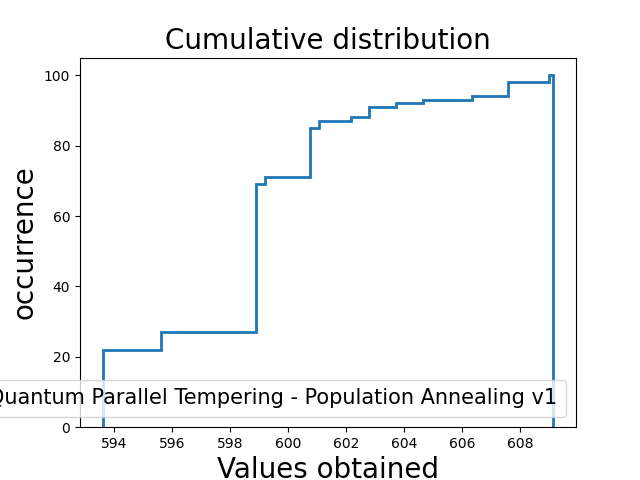 Cumulative distribution
occurrence
100
80
60
40
20
0
Parallel Tempering - Population Annealing v1
594 596 598 600 602 604 606 608
Values obtained